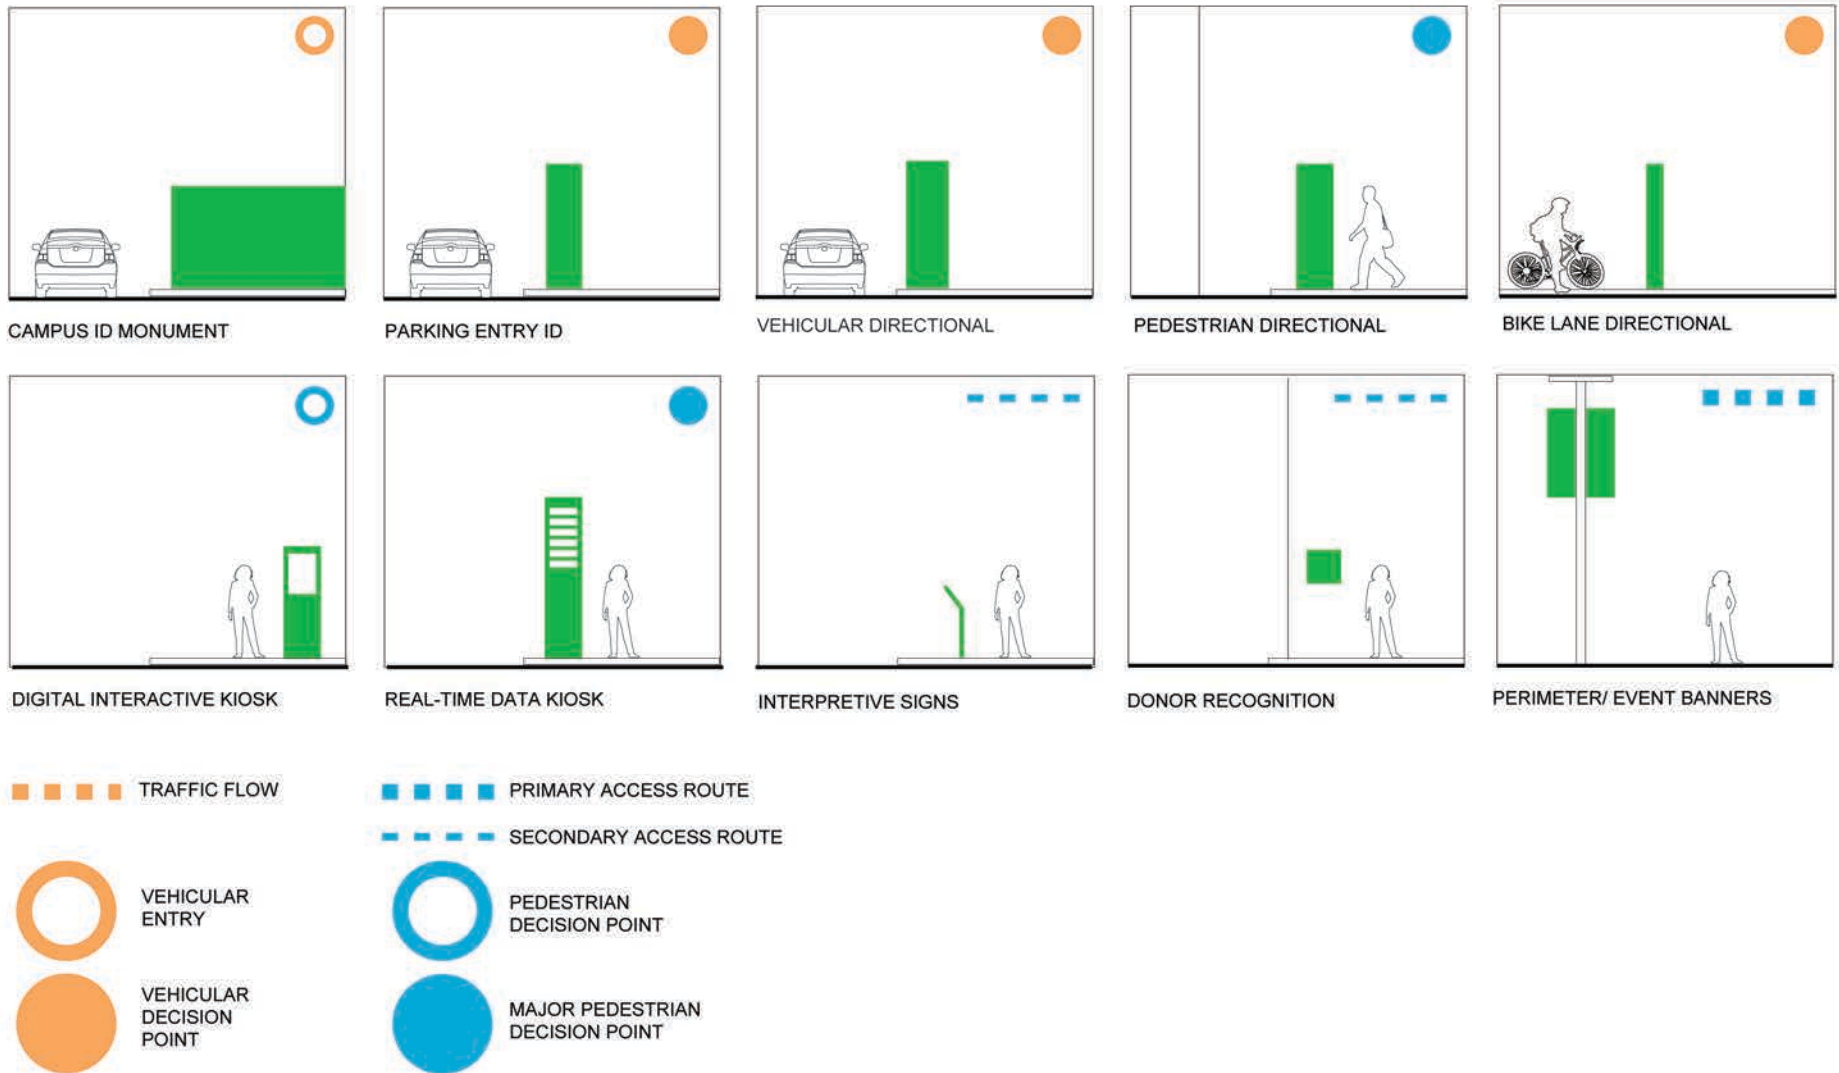 CAMPUS ID MONUMENT
PARKING ENTRY ID
VEHICULAR DIRECTIONAL
PEDESTRIAN DIRECTIONAL
BIKE LANE DIRECTIONAL
DIGITAL INTERACTIVE KIOSK
REAL-TIME DATA KIOSK
INTERPRETIVE SIGNS
DONOR RECOGNITION
PERIMETER/ EVENT BANNERS
TRAFFIC FLOW
VEHICULAR
ENTRY
VEHICULAR
DECISION
POINT
PRIMARY ACCESS ROUTE
SECONDARY ACCESS ROUTE
PEDESTRIAN
DECISION POINT
MAJOR PEDESTRIAN
DECISION POINT